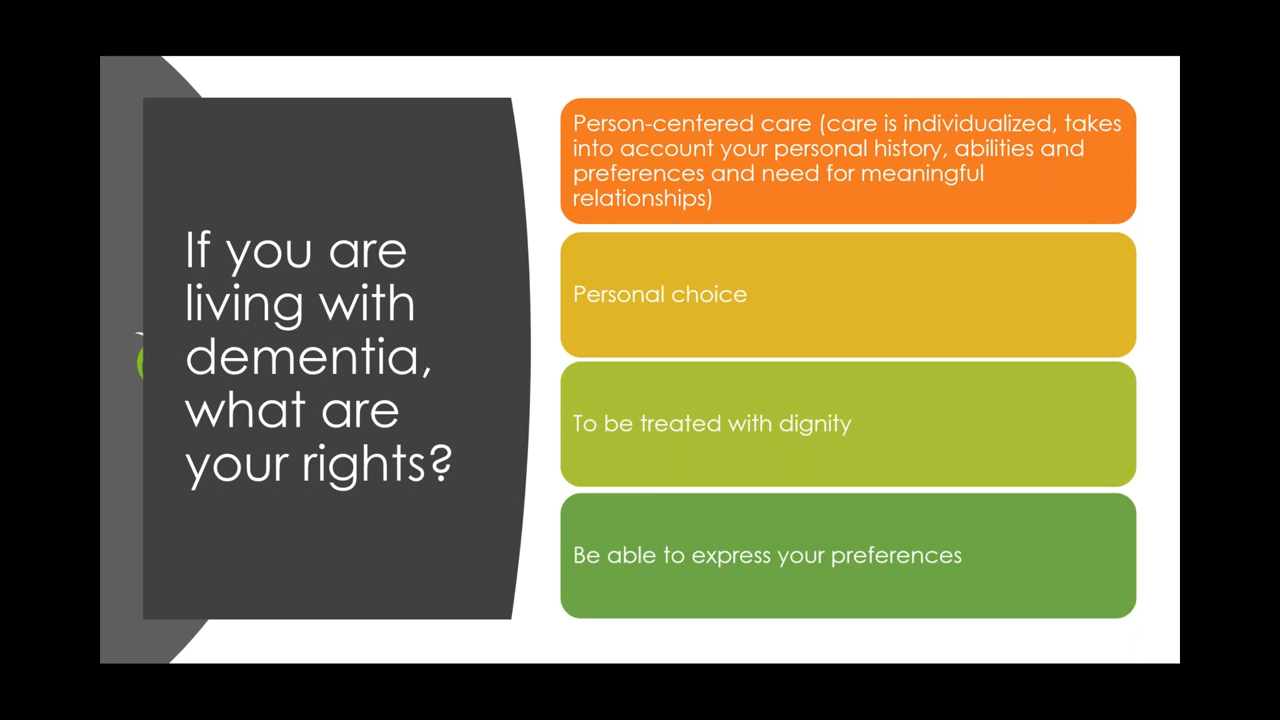 If you are
living with
dementia,
what are
your rights?
Person-centered care (care is individualized, takes
into account your personal history, abilities and
preferences and need for meaningful
relationships)
Personal choice
To be treated with dignity
Be able to express your preferences